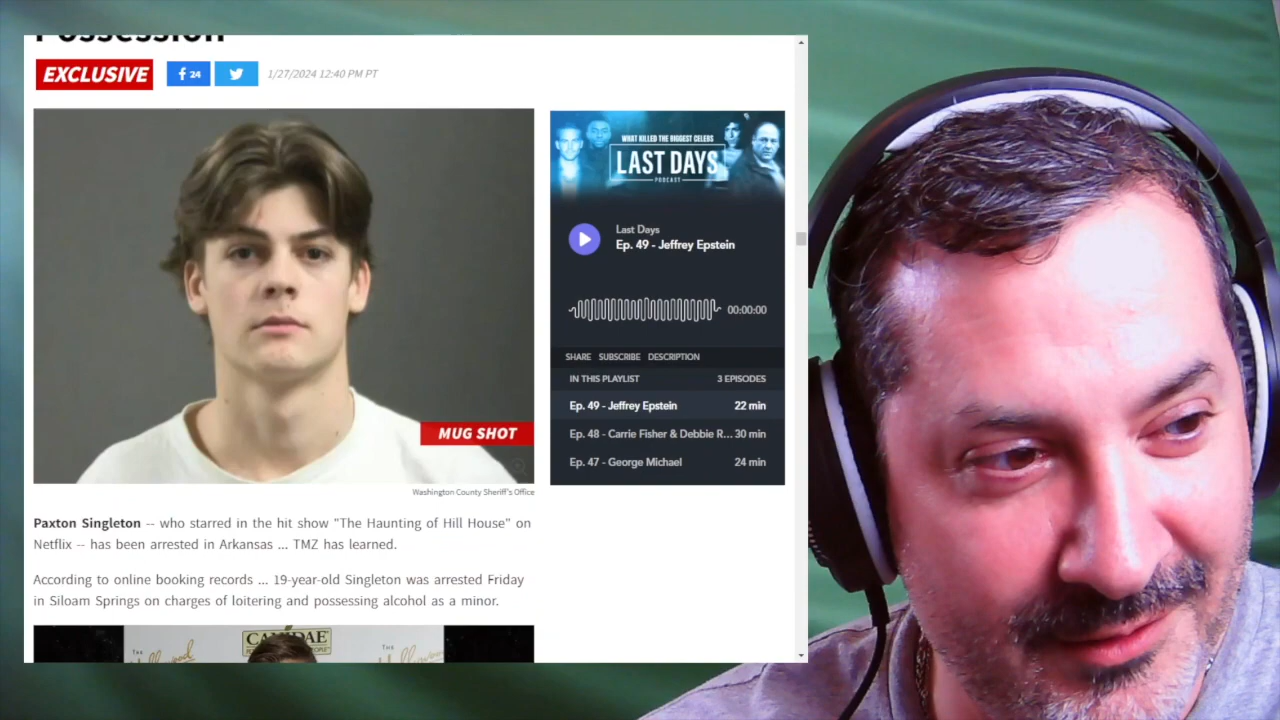 Possession
EXCLUSIVE
24
1/27/2024 12:40 PM PT
WHAT KILLED THE BIGGEST CELEBS
LAST DAYS
PODCAST
Last Days
Ep. 49 - Jeffrey Epstein
00:00:00
SHARE SUBSCRIBE DESCRIPTION
IN THIS PLAYLIST 3 EPISODES
Ep. 49 - Jeffrey Epstein 22 min
Ep. 48 - Carrie Fisher & Debbie R... 30 min
Ep. 47 - George Michael 24 min
MUG SHOT
Washington County Sheriff's Office
Paxton Singleton -- who starred in the hit show "The Haunting of Hill House" on
Netflix -- has been arrested in Arkansas ... TMZ has learned.
According to online booking records ... 19-year-old Singleton was arrested Friday
in Siloam Springs on charges of loitering and possessing alcohol as a minor.
CANIDAE
THE
Hollywood
THE